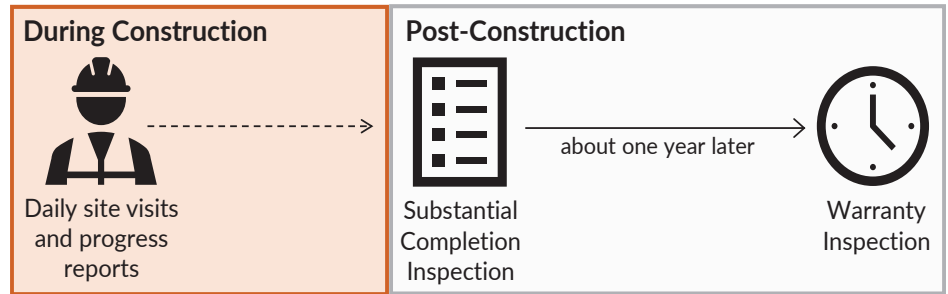 During Construction
Daily site visits
and progress
reports
Post-Construction
Substantial
Completion
Inspection
about one year later
Warranty
Inspection